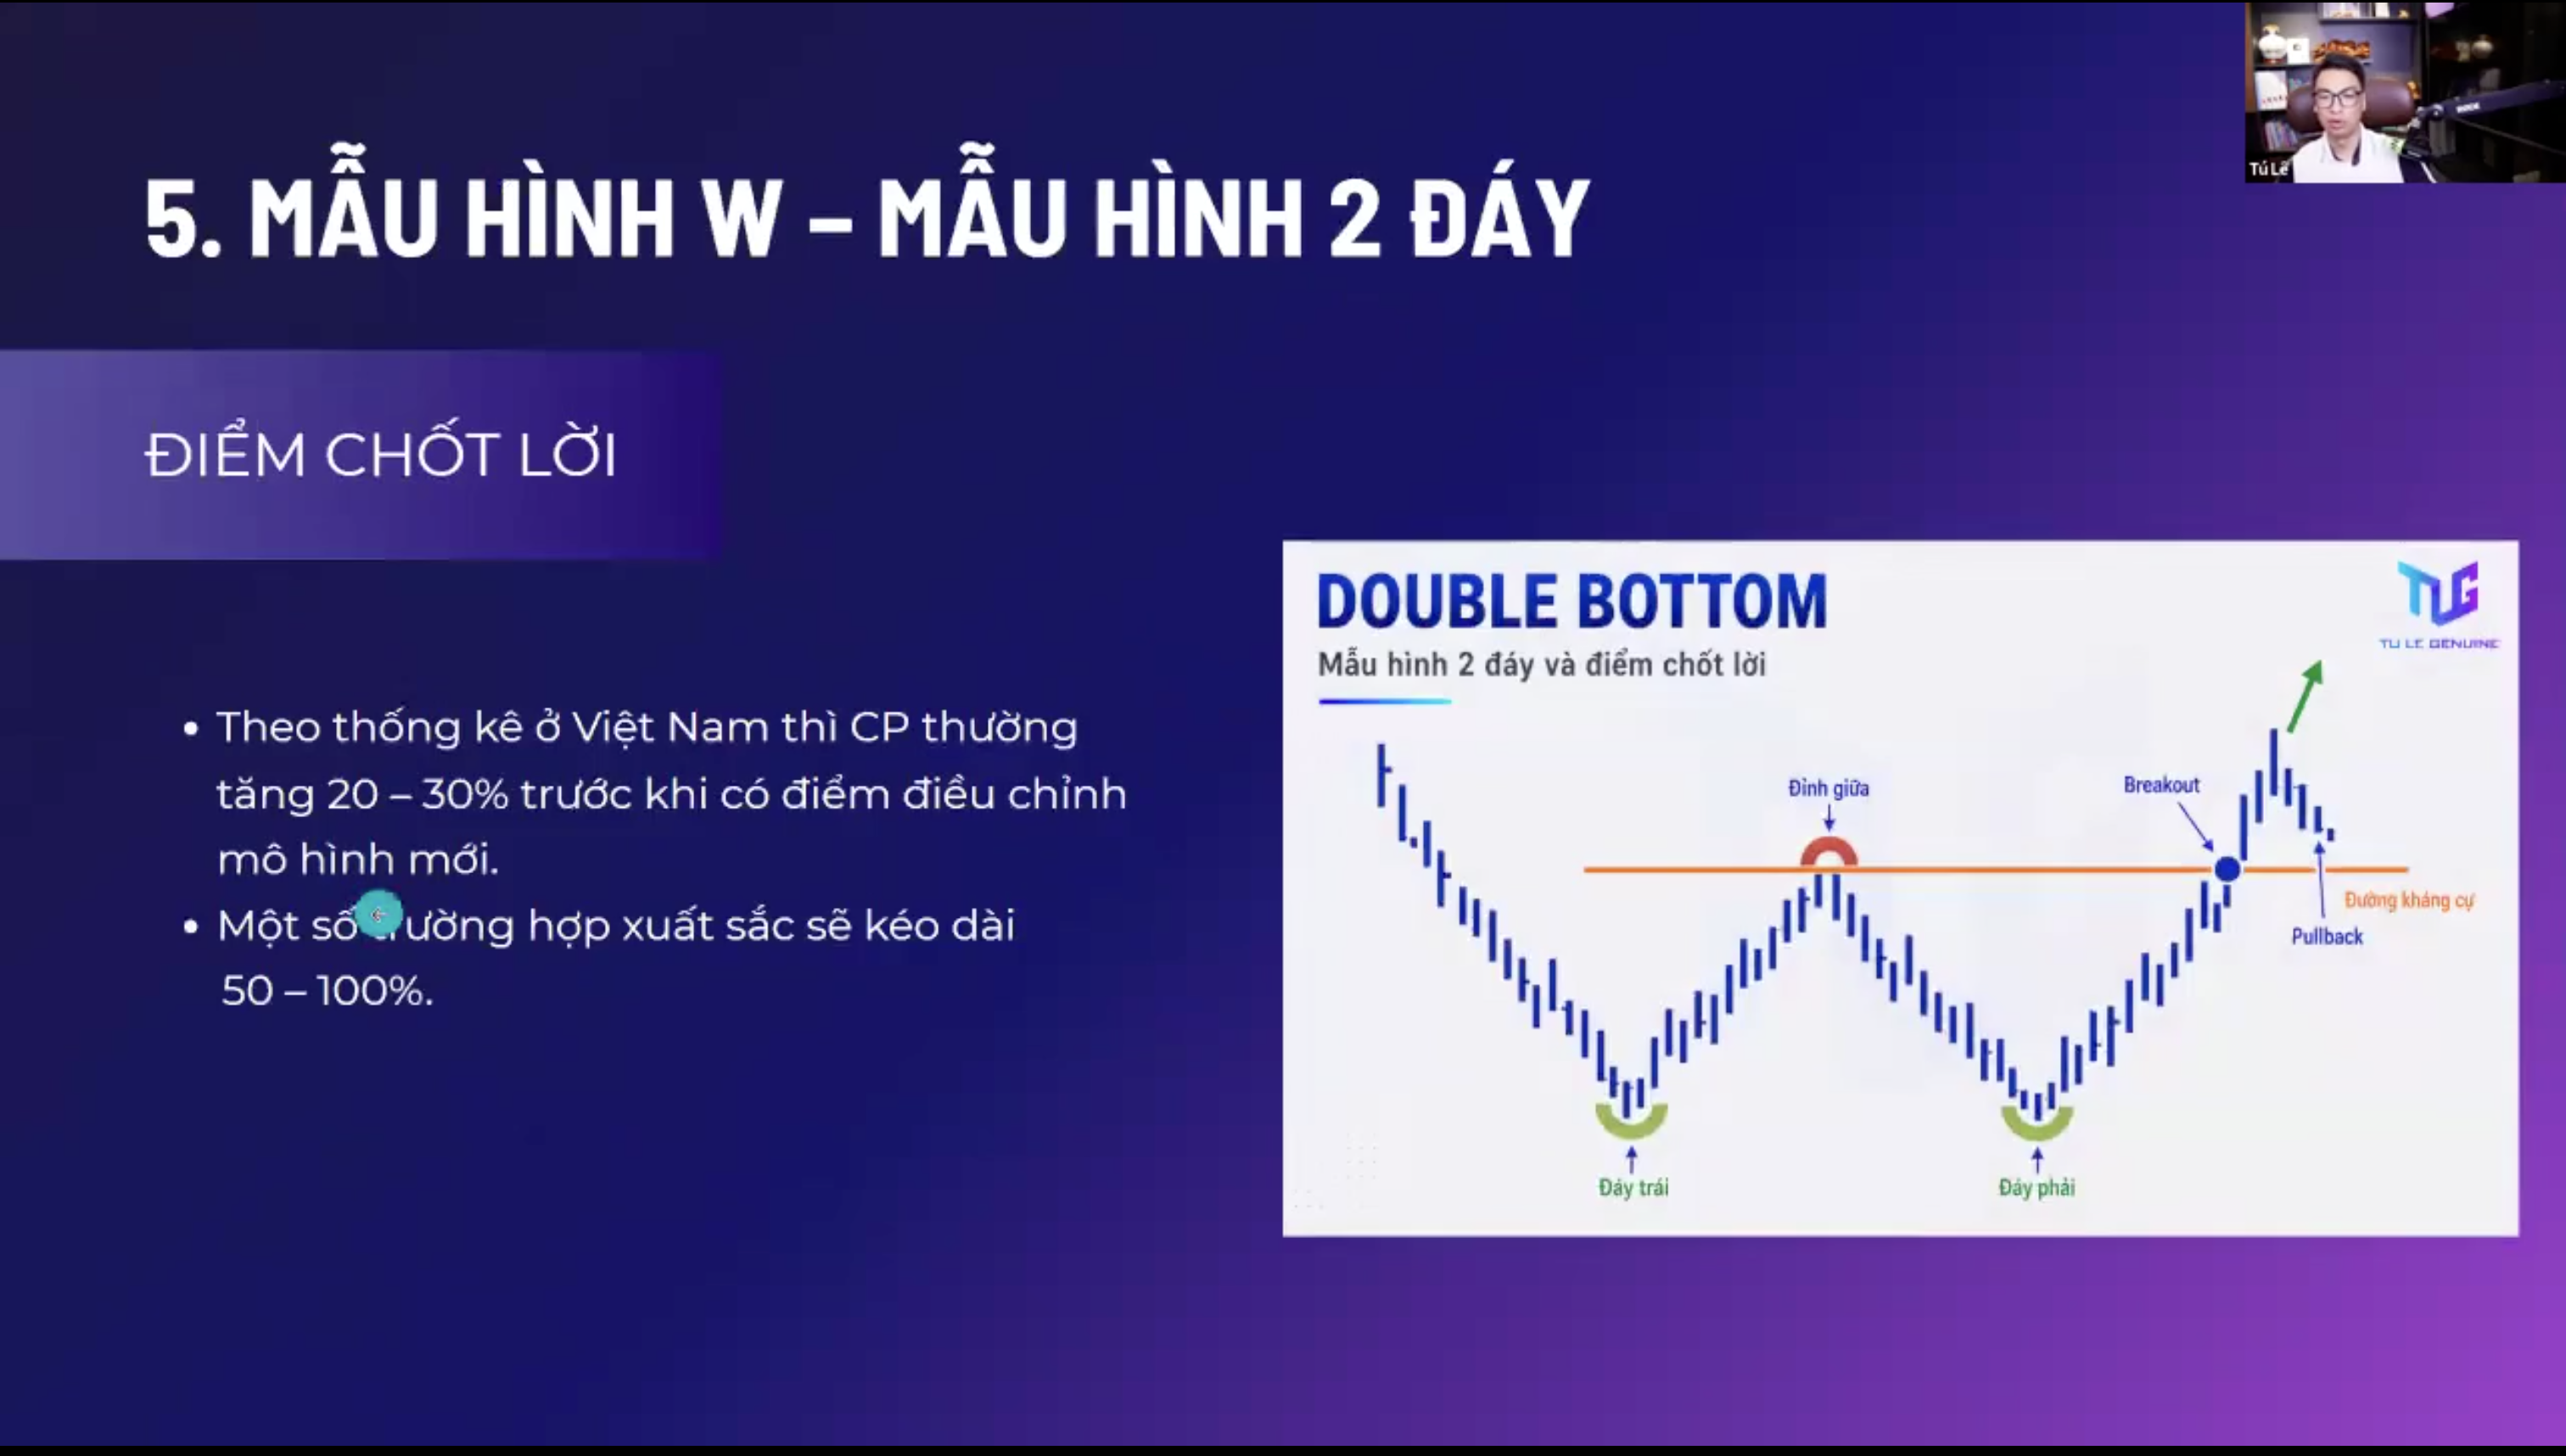 Tú Lê
5. MẪU HÌNH W – MẪU HÌNH 2 ĐÁY
ĐIỂM CHỐT LỜI
• Theo thống kê ở Việt Nam thì CP thường
tăng 20 – 30% trước khi có điểm điều chỉnh
mô hình mới.
• Một số trường hợp xuất sắc sẽ kéo dài
50 – 100%.
DOUBLE BOTTOM
Mẫu hình 2 đáy và điểm chốt lời
TLG
TU LE GENUINE
Đỉnh giữa
Breakout
Đường kháng cự
Pullback
Đáy trái
Đáy phải